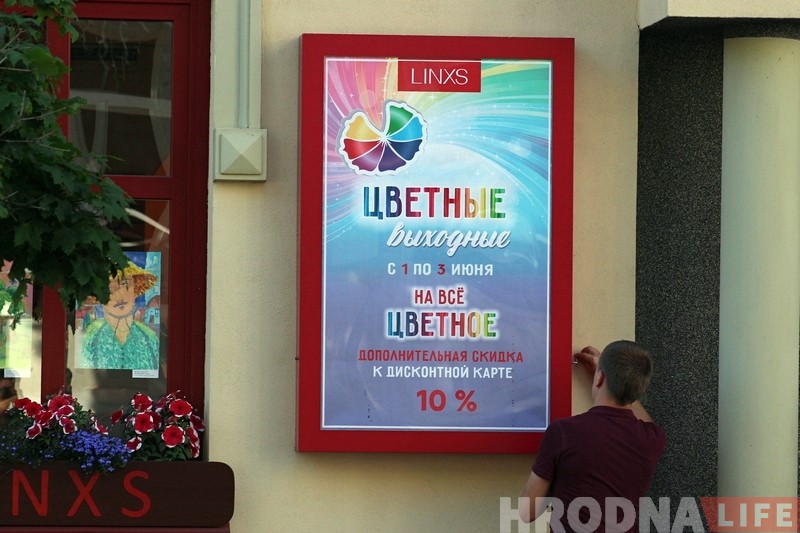 LINXS
ЦВЕТНЫЕ
выходные
С 1 ПО 3 ИЮНЯ
НА ВСЁ
ЦВЕТНОЕ
ДОПОЛНИТЕЛЬНАЯ СКИДКА
К ДИСКОНТНОЙ КАРТЕ
10 %
NXS
HRODNA LIFE